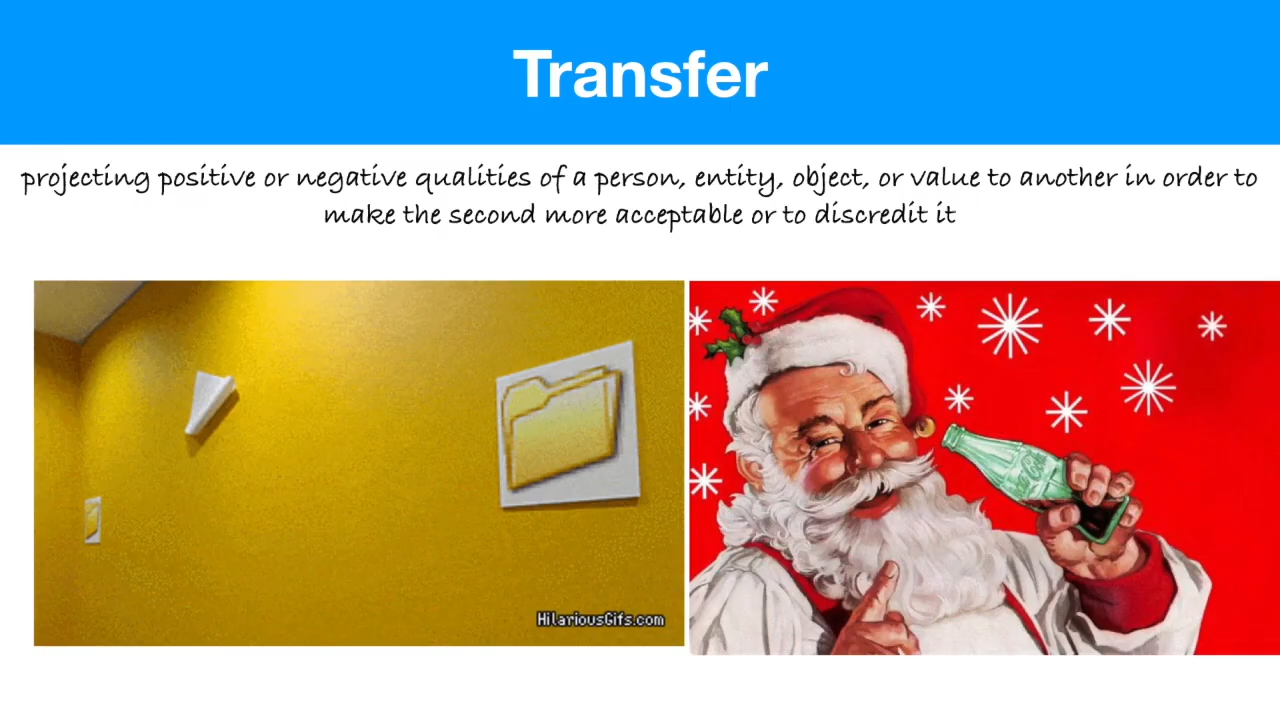 Transfer
projecting positive or negative qualities of a person, entity, object, or value to another in order to
make the second more acceptable or to discredit it
HilariousGifs.com